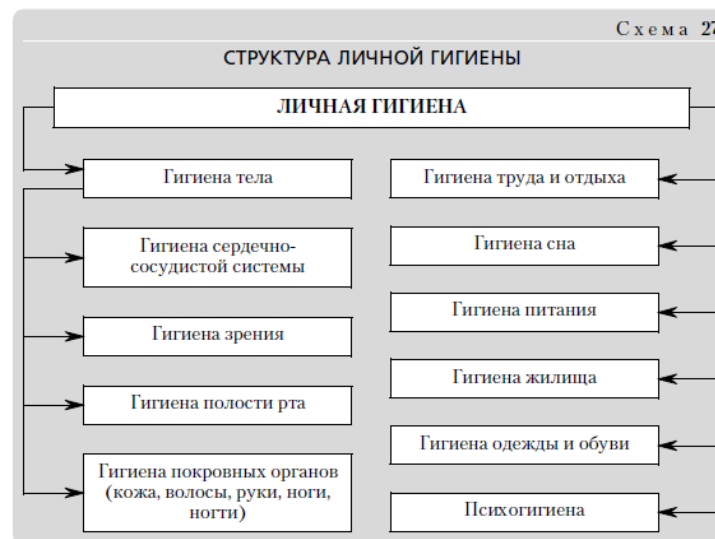 Схема 27
СТРУКТУРА ЛИЧНОЙ ГИГИЕНЫ
ЛИЧНАЯ ГИГИЕНА
Гигиена тела
Гигиена сердечно-
сосудистой системы
Гигиена зрения
Гигиена полости рта
Гигиена покровных органов
(кожа, волосы, руки, ноги,
ногти)
Гигиена труда и отдыха
Гигиена сна
Гигиена питания
Гигиена жилища
Гигиена одежды и обуви
Психогигиена